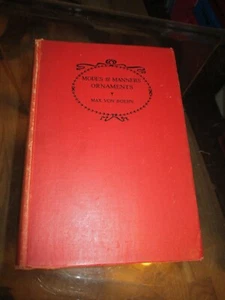 MODES & MANNERS
ORNAMENTS
MAX VON BOEHN